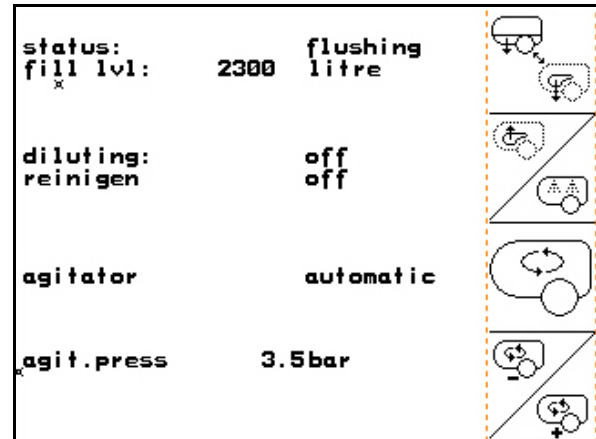 status: flushing
fill lvl: 2300 litre
diluting: off
reinigen off
agitator automatic
agit.press 3.5bar